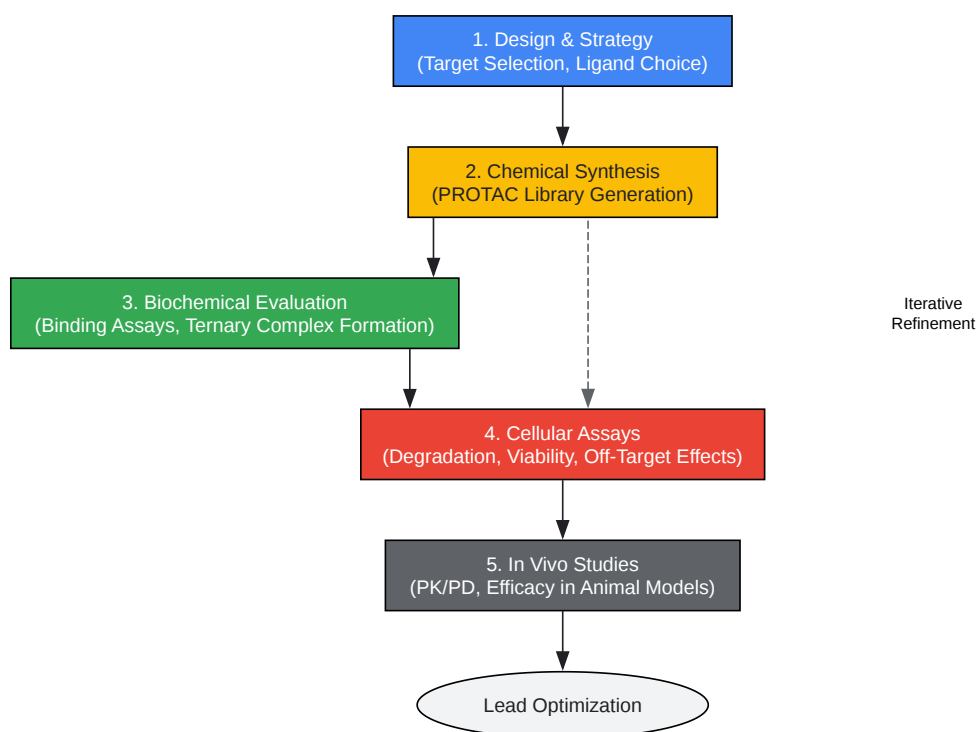 1. Design & Strategy
(Target Selection, Ligand Choice)
2. Chemical Synthesis
(PROTAC Library Generation)
3. Biochemical Evaluation
(Binding Assays, Ternary Complex Formation)
Iterative
Refinement
4. Cellular Assays
(Degradation, Viability, Off-Target Effects)
5. In Vivo Studies
(PK/PD, Efficacy in Animal Models)
Lead Optimization